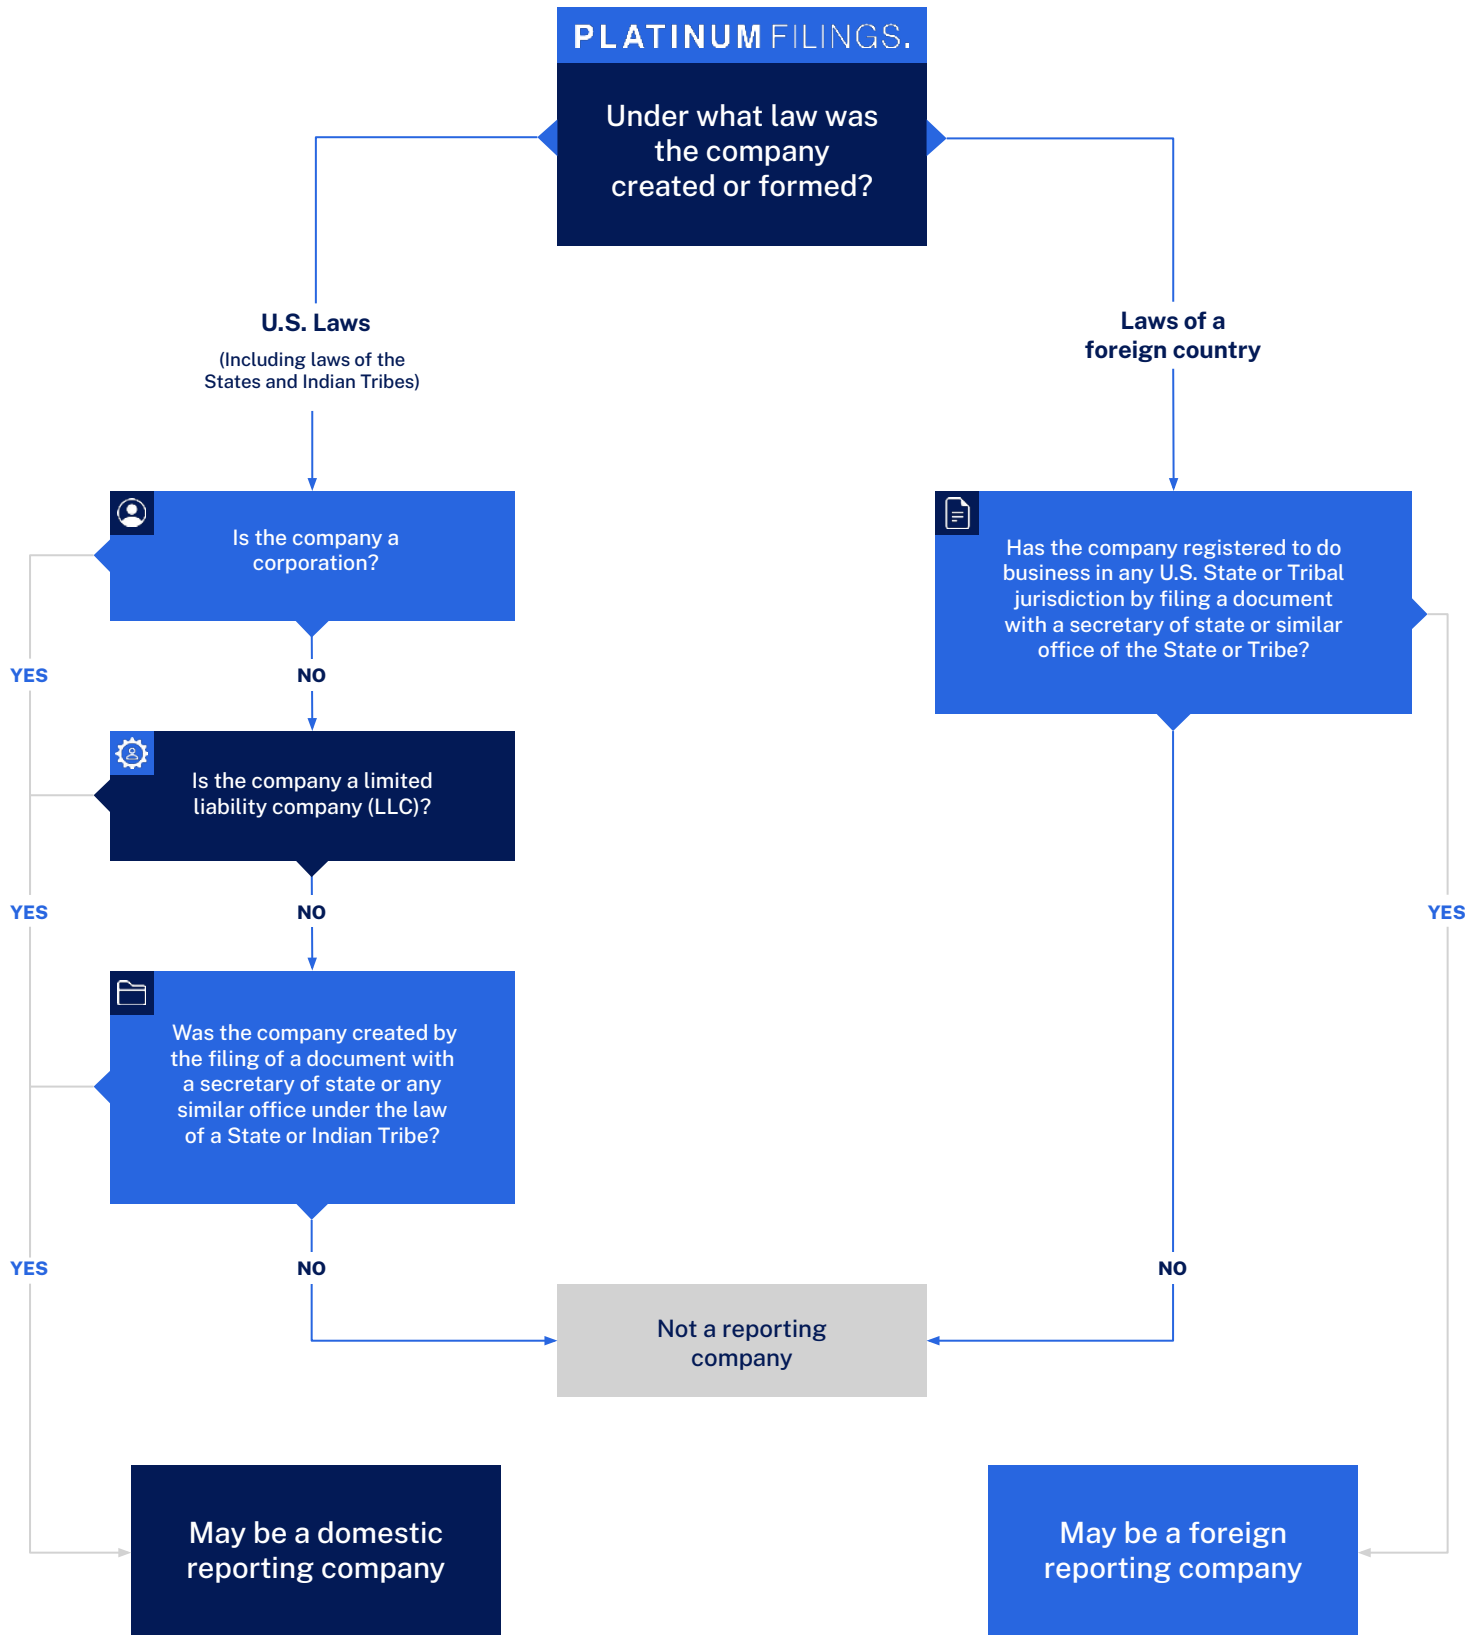 PLATINUM FILINGS.
Under what law was
the company
created or formed?
U.S. Laws
(Including laws of the
States and Indian Tribes)
Laws of a
foreign country
Is the company a
corporation?
Has the company registered to do
business in any U.S. State or Tribal
jurisdiction by filing a document
with a secretary of state or similar
office of the State or Tribe?
YES
NO
Is the company a limited
liability company (LLC)?
YES
NO
YES
Was the company created by
the filing of a document with
a secretary of state or any
similar office under the law
of a State or Indian Tribe?
YES
NO
NO
Not a reporting
company
May be a domestic
reporting company
May be a foreign
reporting company